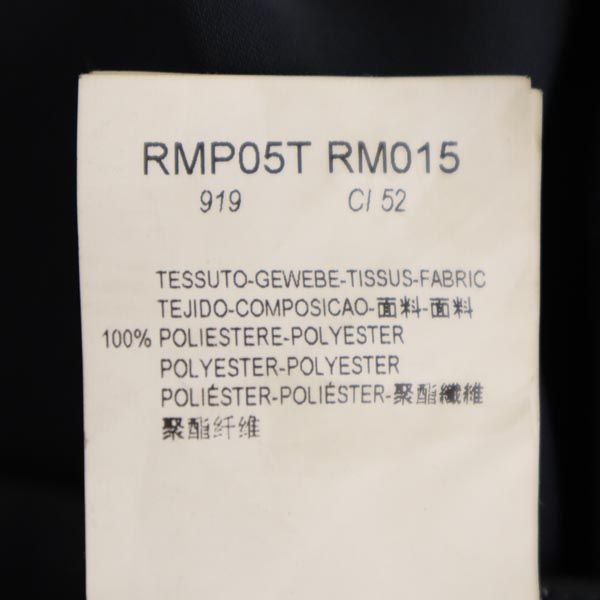 RMP05T RM015
919 CI 52
TESSUTO-GEWEBE-TISSUS-FABRIC
TEJIDO-COMPOSICAO-面料-面料
100% POLIESTERE-POLYESTER
POLYESTER-POLYESTER
POLIÉSTER-POLIÉSTER-聚酯纖維
聚酯纤维